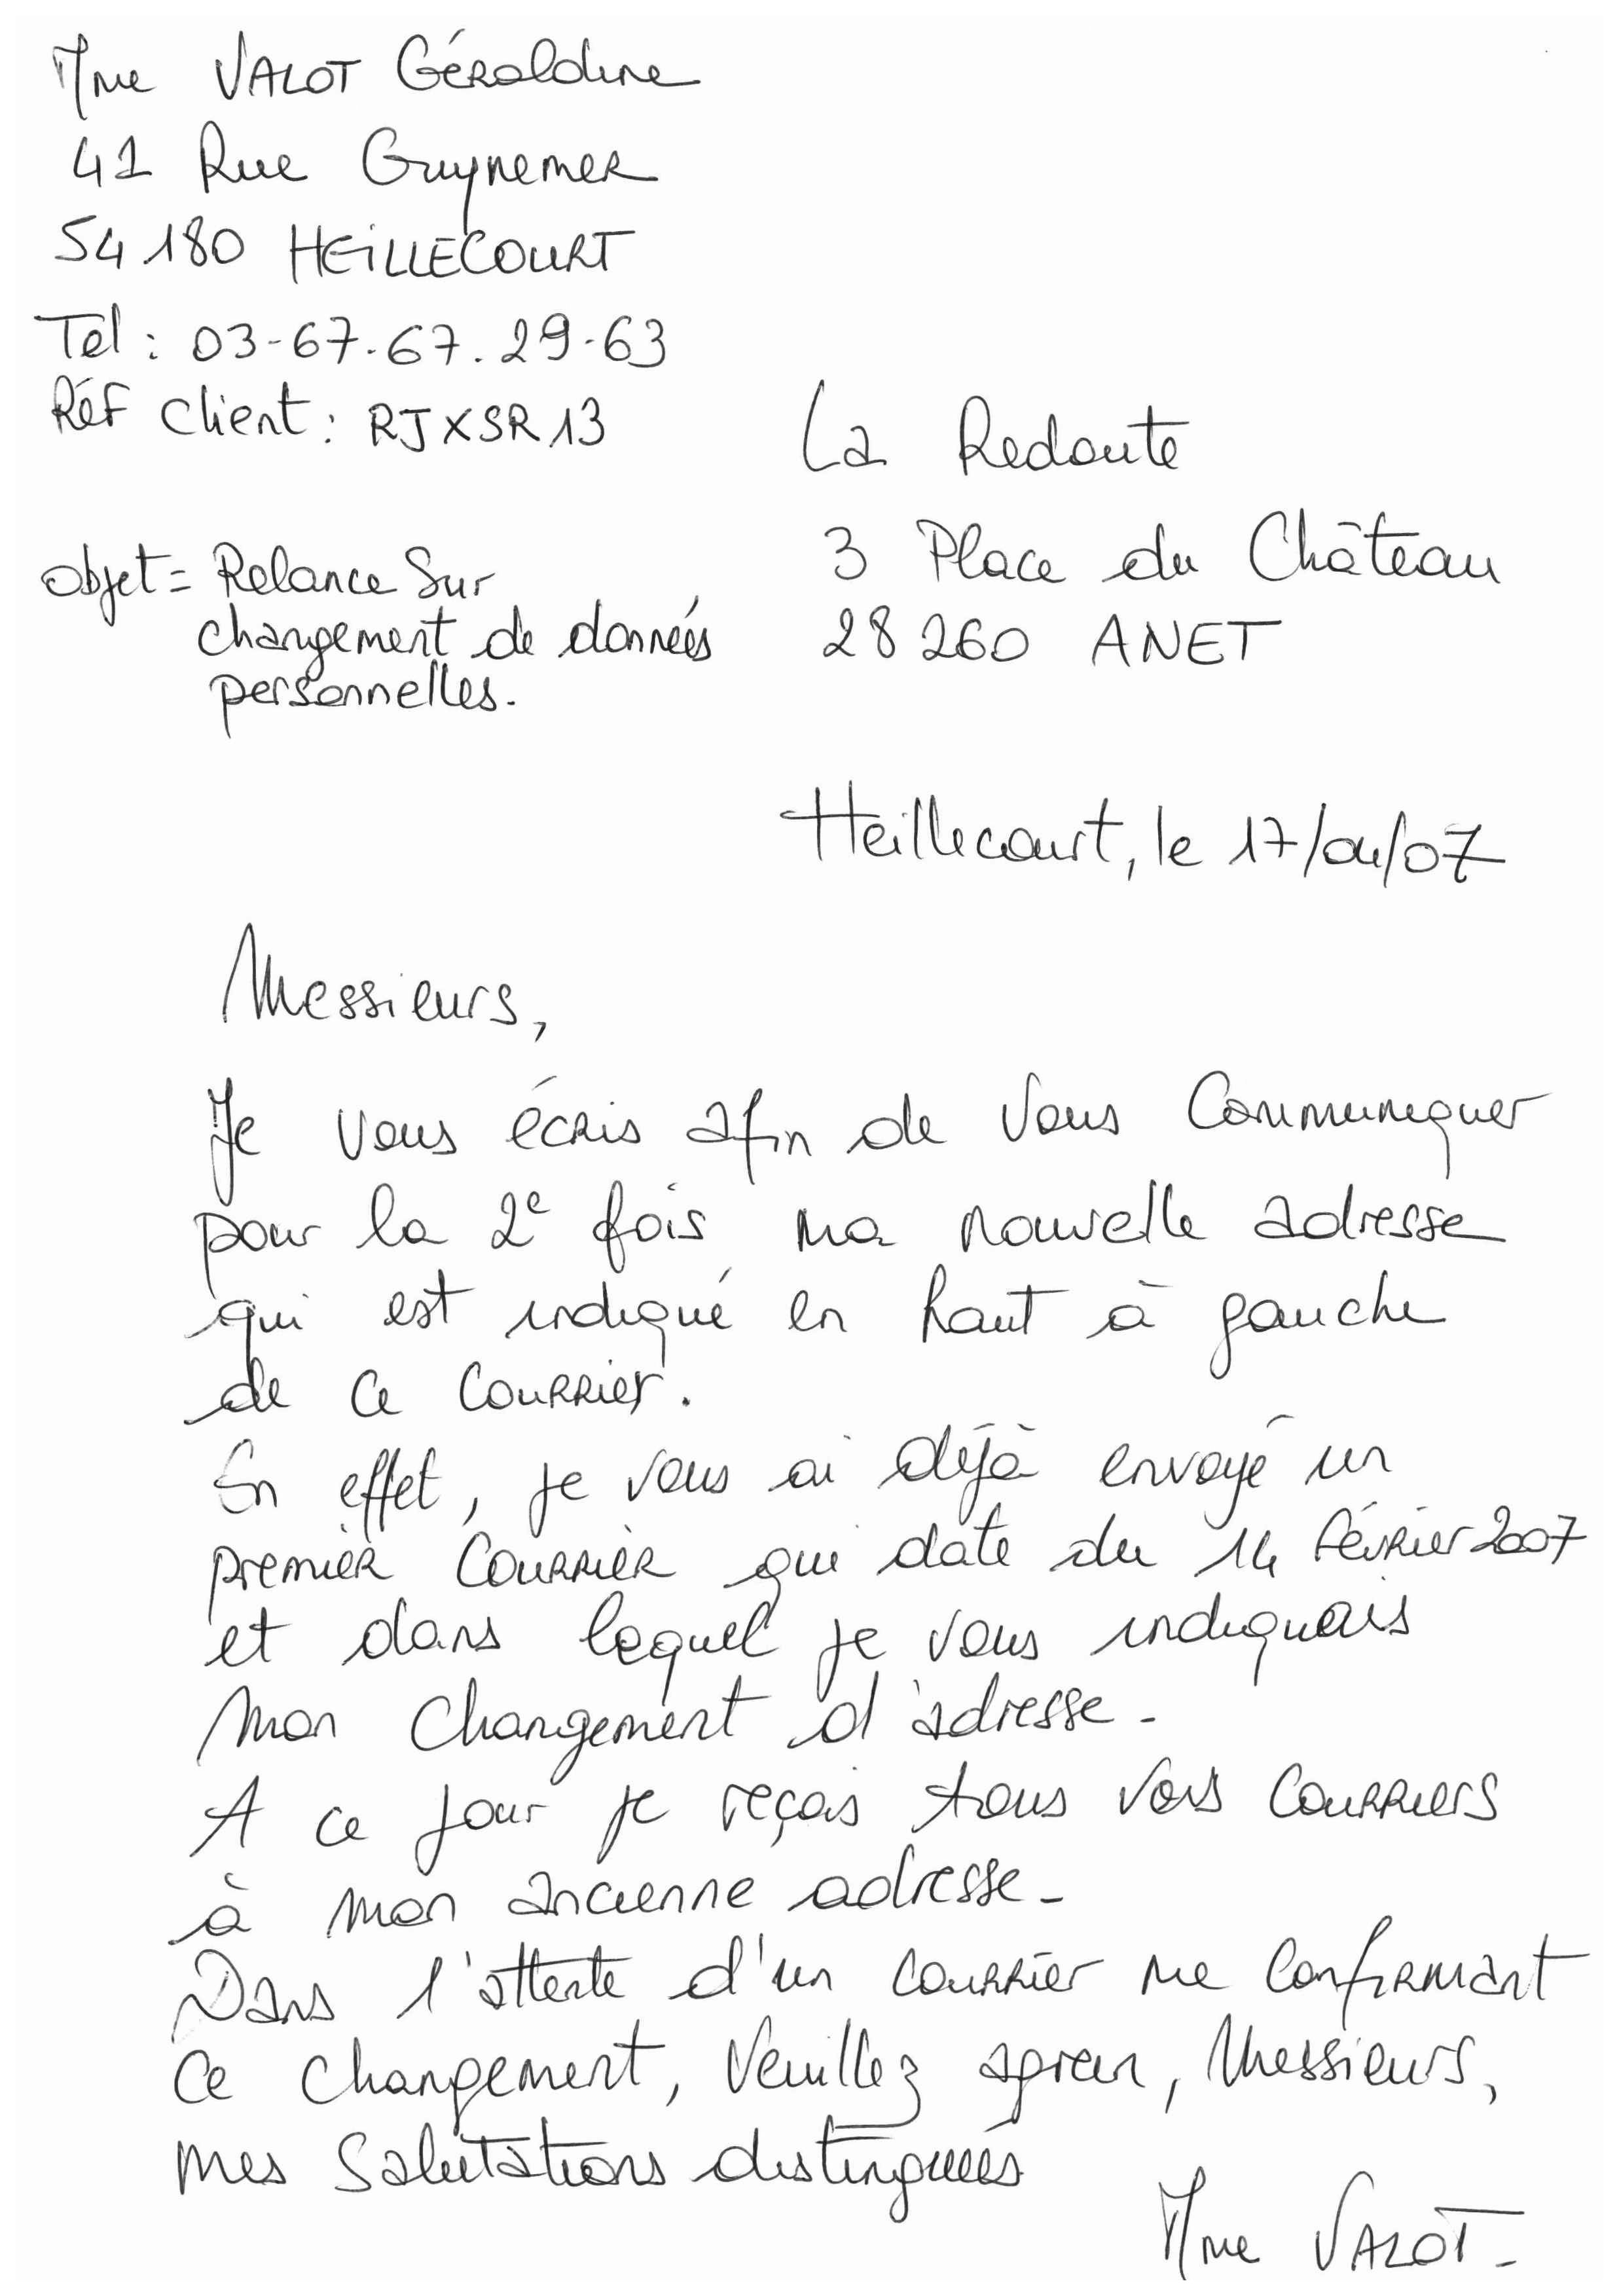 Mme VALOT Géraldine
41 Rue Guynemer
54 180 HEILLECOURT
Tel : 03-67.67.29.63
Réf client : RJXSR13
La Redoute
3 Place du Château
28 260 ANET
objet = Relance Sur
changement de données
personnelles.
Heillecourt, le 17/04/07
Messieurs,
Je vous écris afin de vous Communiquer
pour la 2e fois ma nouvelle adresse
qui est indiqué en haut à gauche
de ce courrier.
En effet, je vous ai déjà envoyé un
premier courrier qui date du 14 février 2007
et dans lequel je vous indiquais
mon changement d'adresse.
A ce jour je reçois tous vos courriers
à mon ancienne adresse.
Dans l'attente d'un courrier me confirmant
ce changement, Veuillez agréer, Messieurs,
mes Salutations distinguées
Mme VALOT.